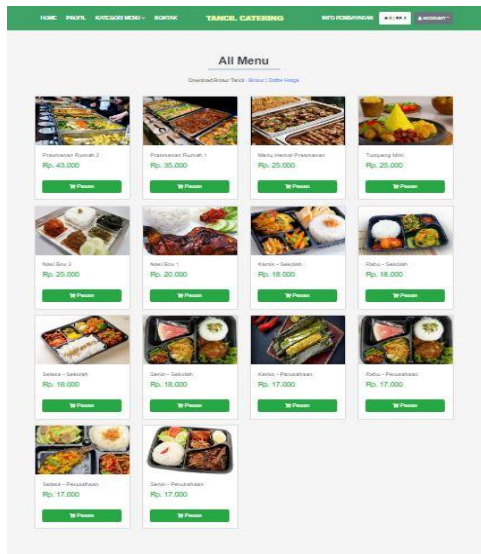 HOME PROFIL KATEGORI MENU KONTAK TANCIL CATERING INFO PEMBAYARAN ACCOUNT
All Menu
Download Brosur Tancil : Brosur | Daftar Harga
Prasmanan Rumah 2 Prasmanan Rumah 1 Menu Hemat Prasmanan Tumpeng Mini
Rp. 43.000 Rp. 35.000 Rp. 25.000 Rp. 25.000
Pesan Pesan Pesan Pesan
Nasi Box 2 Nasi Box 1 Kamis - Sekolah Rabu - Sekolah
Rp. 25.000 Rp. 20.000 Rp. 18.000 Rp. 18.000
Pesan Pesan Pesan Pesan
Selasa - Sekolah Senin - Sekolah Kamis - Perusahaan Rabu - Perusahaan
Rp. 18.000 Rp. 18.000 Rp. 17.000 Rp. 17.000
Pesan Pesan Pesan Pesan
Selasa - Perusahaan Senin - Perusahaan
Rp. 17.000 Rp. 17.000
Pesan Pesan